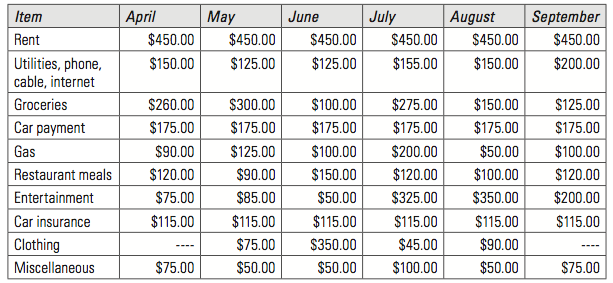 Item April May June July August September
Rent $450.00 $450.00 $450.00 $450.00 $450.00 $450.00
Utilities, phone, $150.00 $125.00 $125.00 $155.00 $150.00 $200.00
cable, internet
Groceries $260.00 $300.00 $100.00 $275.00 $150.00 $125.00
Car payment $175.00 $175.00 $175.00 $175.00 $175.00 $175.00
Gas $90.00 $125.00 $100.00 $200.00 $50.00 $100.00
Restaurant meals $120.00 $90.00 $150.00 $120.00 $100.00 $120.00
Entertainment $75.00 $85.00 $50.00 $325.00 $350.00 $200.00
Car insurance $115.00 $115.00 $115.00 $115.00 $115.00 $115.00
Clothing ---- $75.00 $350.00 $45.00 $90.00 ----
Miscellaneous $75.00 $50.00 $50.00 $100.00 $50.00 $75.00